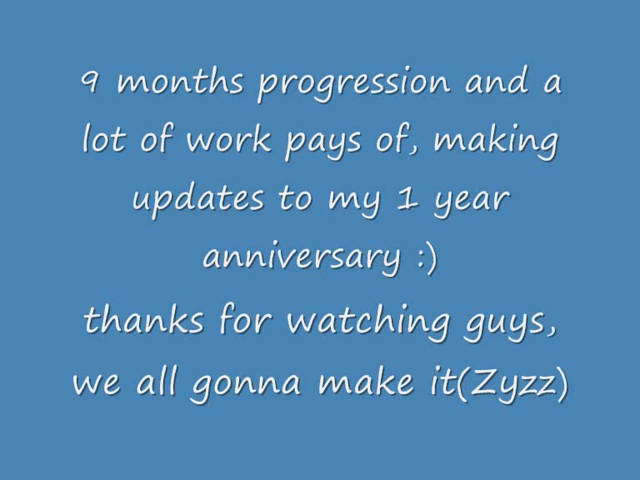 9 months progression and a
lot of work pays of, making
updates to my 1 year
anniversary :)
thanks for watching guys,
we all gonna make it(Zyzz)